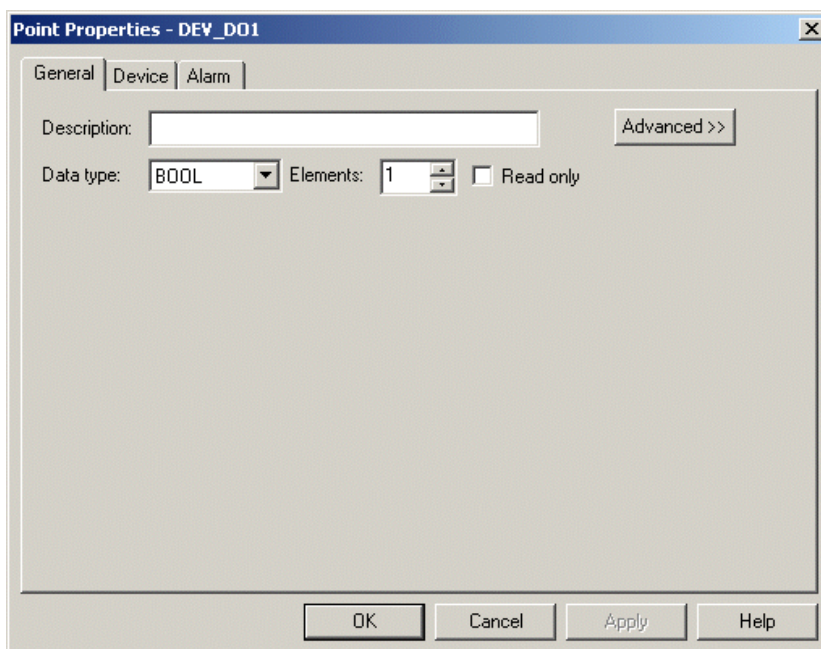 Point Properties - DEV_DO1
General Device Alarm
Description: Advanced >>
Data type: BOOL Elements: 1 Read only
OK Cancel Apply Help